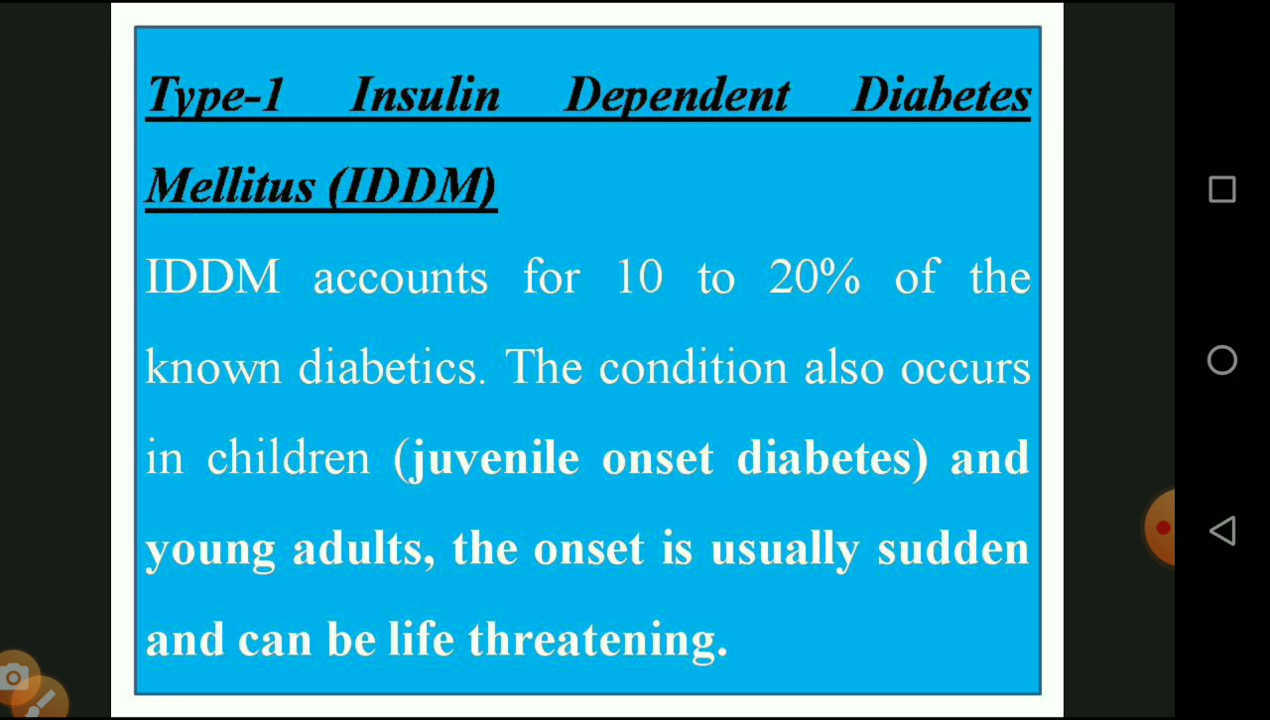 Type-1 Insulin Dependent Diabetes
Mellitus (IDDM)
IDDM accounts for 10 to 20% of the
known diabetics. The condition also occurs
in children (juvenile onset diabetes) and
young adults, the onset is usually sudden
and can be life threatening.